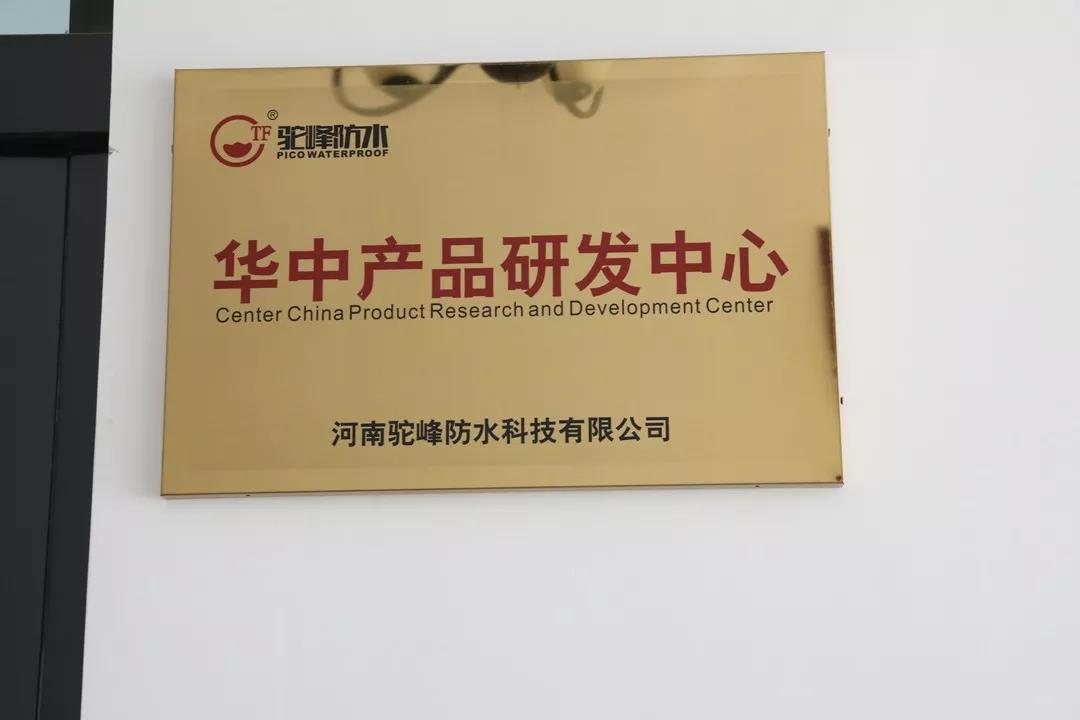 TF®
驼峰防水
PICO WATERPROOF
华中产品研发中心
Center China Product Research and Development Center
河南驼峰防水科技有限公司